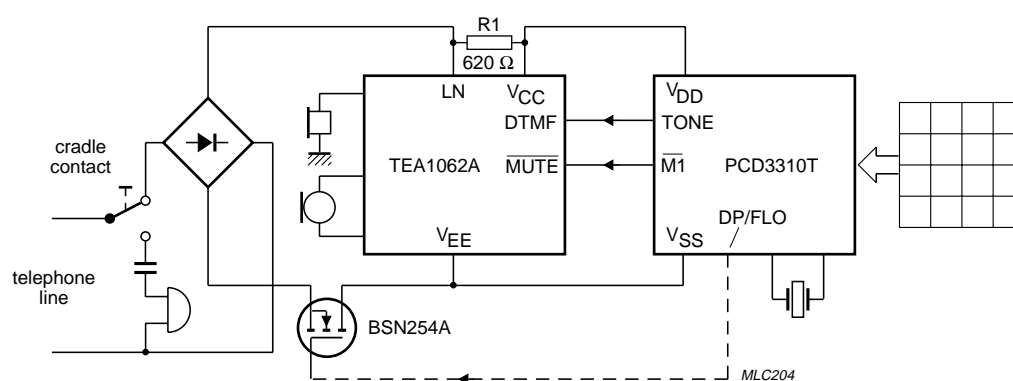 R1
620 Ω
LN
VCC
DTMF
TEA1062A
MUTE
VEE
VDD
TONE
M1
PCD3310T
DP/FLO
VSS
cradle
contact
telephone
line
BSN254A
MLC204